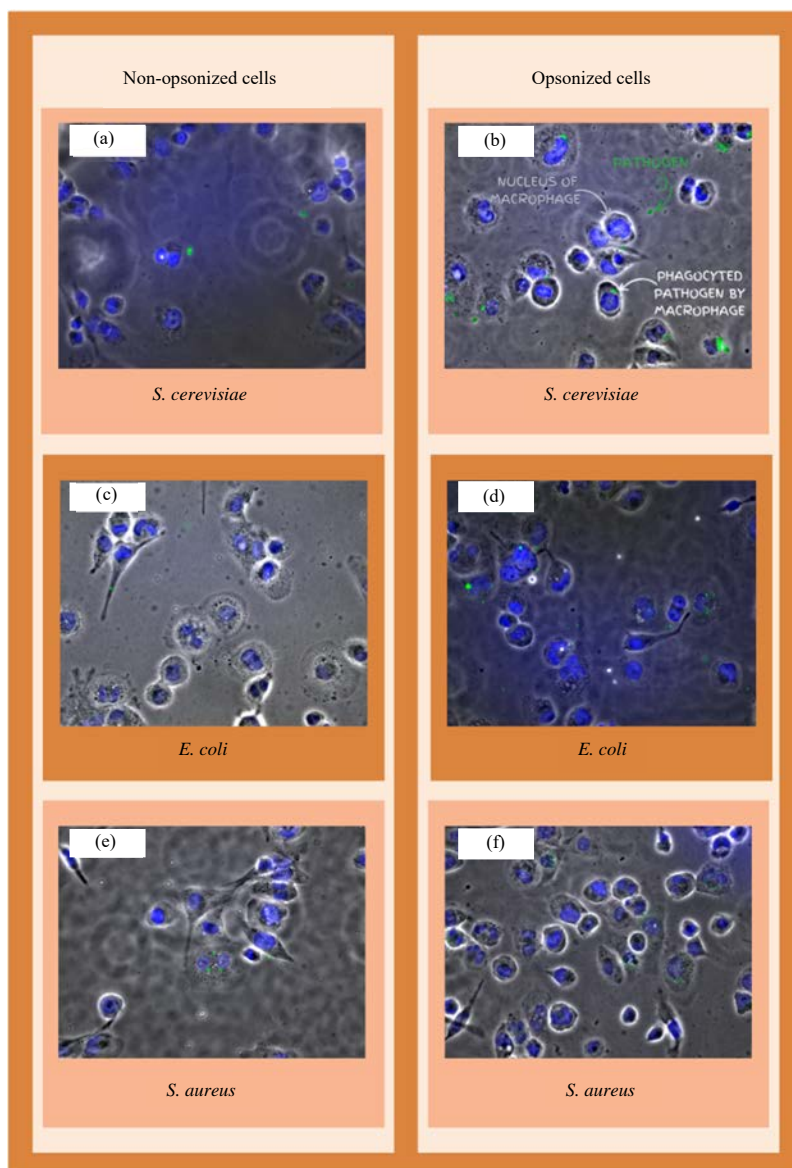 Non-opsonized cells
Opsonized cells
(a)
(b)
PATHOGEN
NUCLEUS OF
MACROPHAGE
PHAGOCYTED
PATHOGEN BY
MACROPHAGE
S. cerevisiae
S. cerevisiae
(c)
(d)
E. coli
E. coli
(e)
(f)
S. aureus
S. aureus